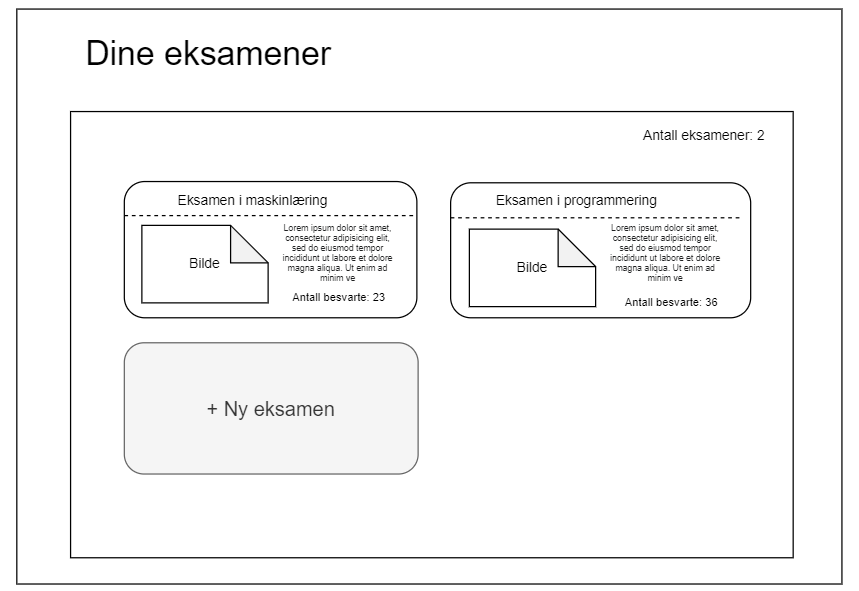 Dine eksamener
Antall eksamener: 2
Eksamen i maskinlæring
Bilde
Lorem ipsum dolor sit amet,
consectetur adipisicing elit,
sed do eiusmod tempor
incididunt ut labore et dolore
magna aliqua. Ut enim ad
minim ve
Antall besvarte: 23
Eksamen i programmering
Bilde
Lorem ipsum dolor sit amet,
consectetur adipisicing elit,
sed do eiusmod tempor
incididunt ut labore et dolore
magna aliqua. Ut enim ad
minim ve
Antall besvarte: 36
+ Ny eksamen